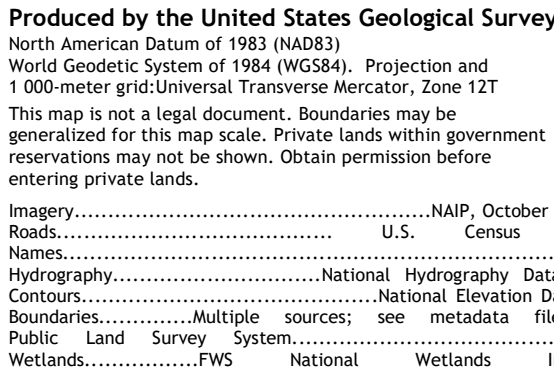 Produced by the United States Geological Survey
North American Datum of 1983 (NAD83)
World Geodetic System of 1984 (WGS84). Projection and
1 000-meter grid:Universal Transverse Mercator, Zone 12T
This map is not a legal document. Boundaries may be
generalized for this map scale. Private lands within government
reservations may not be shown. Obtain permission before
entering private lands.
Imagery.....................................................NAIP, October
Roads..................................... U.S. Census
Names.........................................................................
Hydrography...............................National Hydrography
Contours............................................National Elevation
Boundaries..............Multiple sources; see metadata
Public Land Survey System.......................................
Wetlands.................FWS National Wetlands